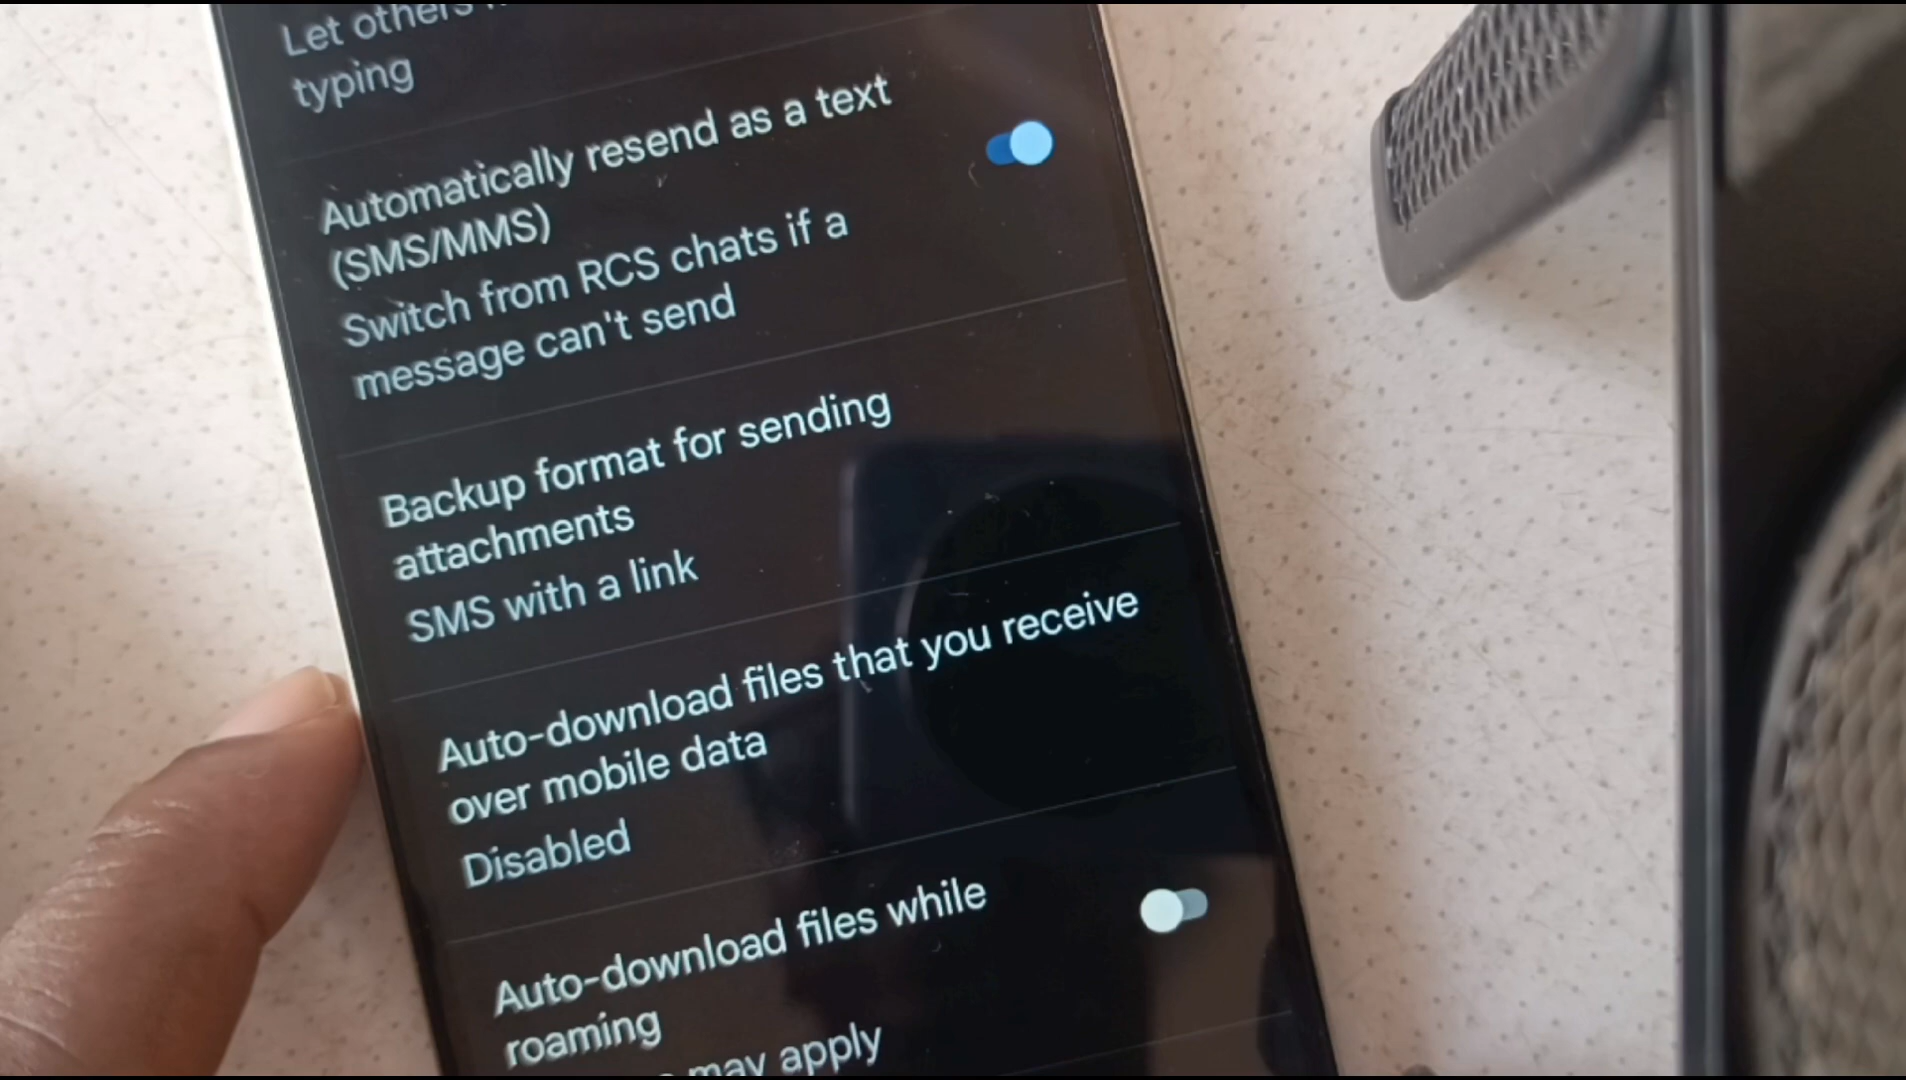 Let others
typing
Automatically resend as a text
(SMS/MMS)
Switch from RCS chats if a
message can't send
Backup format for sending
attachments
SMS with a link
Auto-download files that you receive
over mobile data
Disabled
Auto-download files while
roaming
may apply